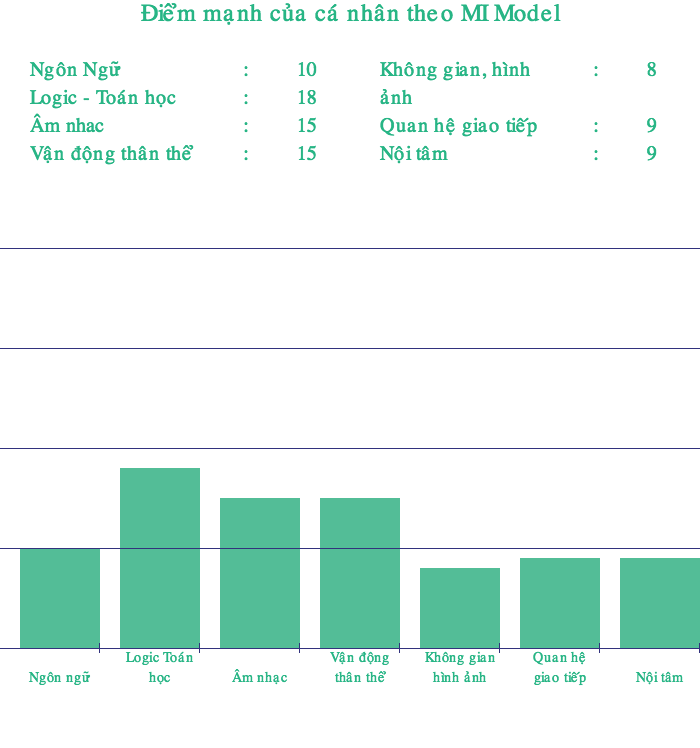 Điểm mạnh của cá nhân theo MI Model
Ngôn Ngữ : 10
Logic - Toán học : 18
Âm nhac : 15
Vận động thân thể : 15
Không gian, hình : 8
ảnh
Quan hệ giao tiếp : 9
Nội tâm : 9
Ngôn ngữ
Logic Toán
học
Âm nhạc
Vận động
thân thể
Không gian
hình ảnh
Quan hệ
giao tiếp
Nội tâm